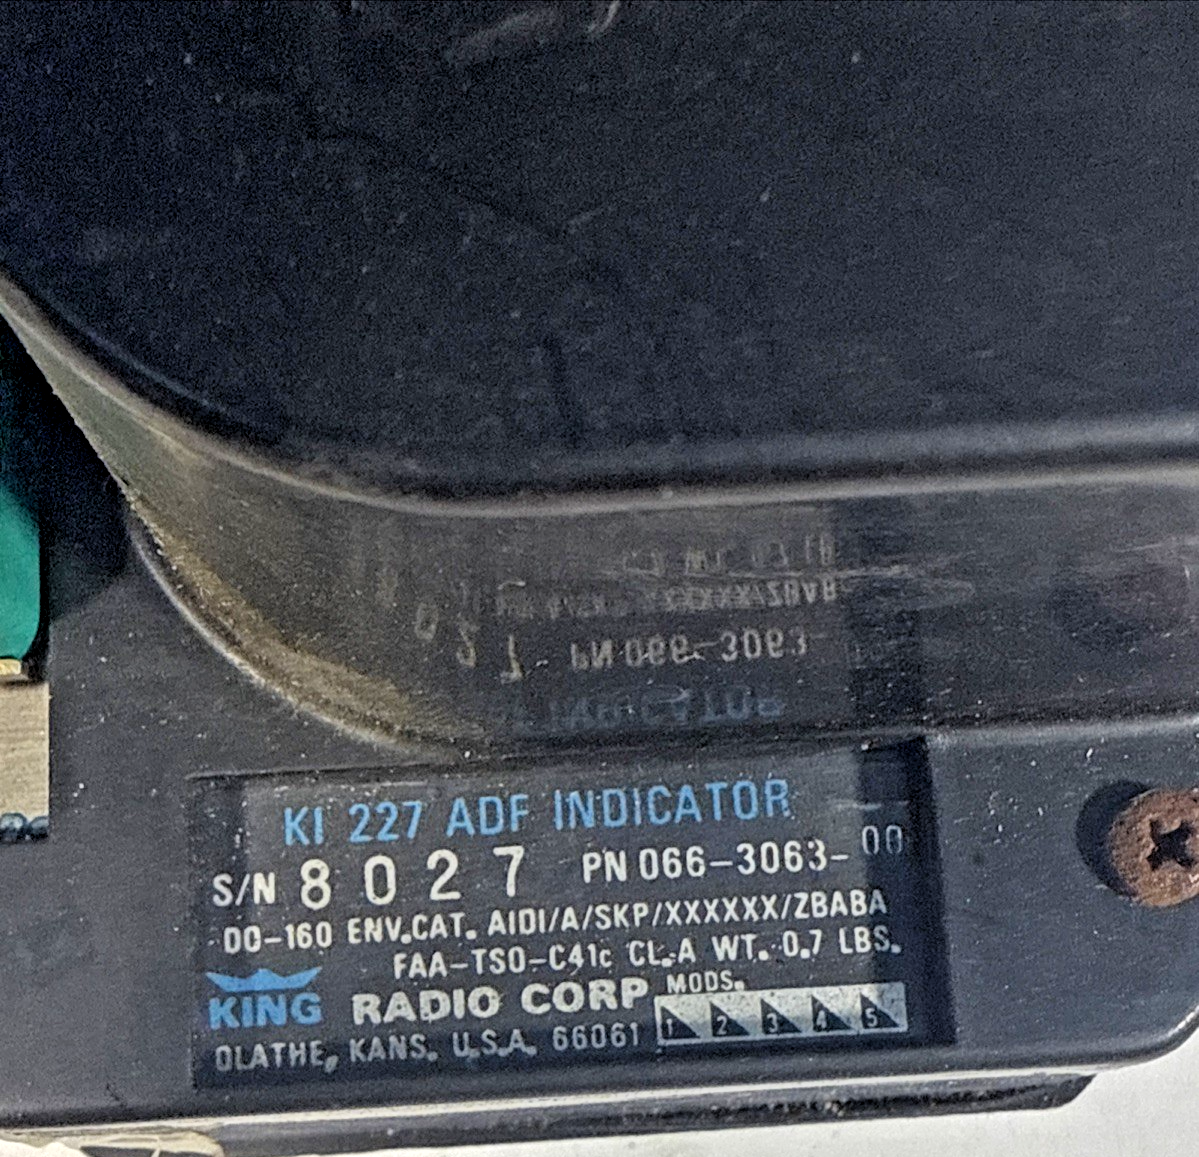 KI 227 ADF INDICATOR
S/N 8027 PN 066-3063-00
DO-160 ENV.CAT. A1D1/A/SKP/XXXXXX/ZBABA
FAA-TSO-C41c CL.A WT. 0.7 LBS.
KING RADIO CORP MODS.
OLATHE, KANS. U.S.A. 66061 1 2 3 4 5